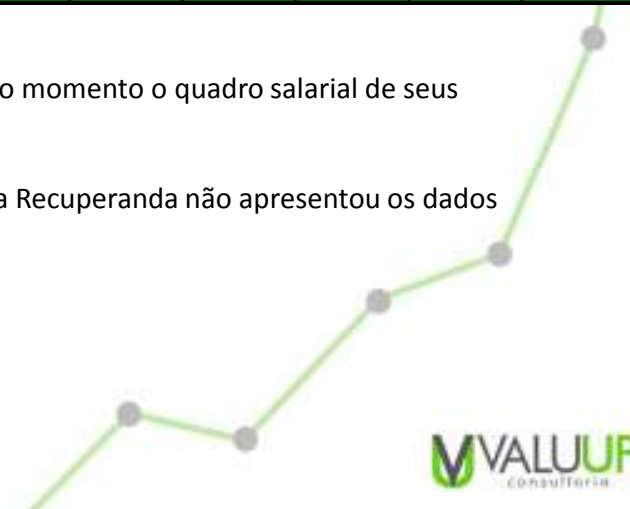 o momento o quadro salarial de seus
a Recuperanda não apresentou os dados
VALUUP
consultoria